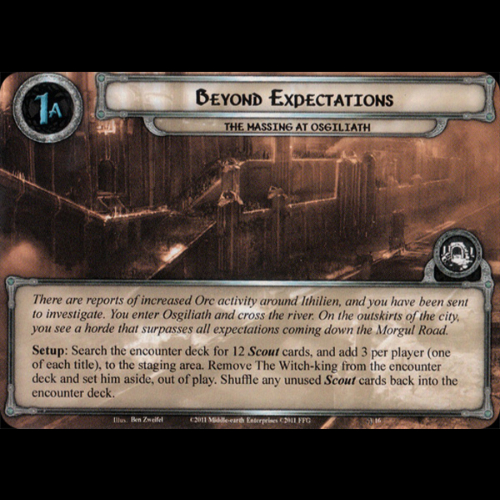 1A
BEYOND EXPECTATIONS
THE MASSING AT OSGILIATH
There are reports of increased Orc activity around Ithilien, and you have been sent
to investigate. You enter Osgiliath and cross the river. On the outskirts of the city,
you see a horde that surpasses all expectations coming down the Morgul Road.
Setup: Search the encounter deck for 12 Scout cards, and add 3 per player (one
of each title), to the staging area. Remove The Witch-king from the encounter
deck and set him aside, out of play. Shuffle any unused Scout cards back into the
encounter deck.
Illus. Ben Zweifel ©2011 Middle-earth Enterprises ©2011 FFG